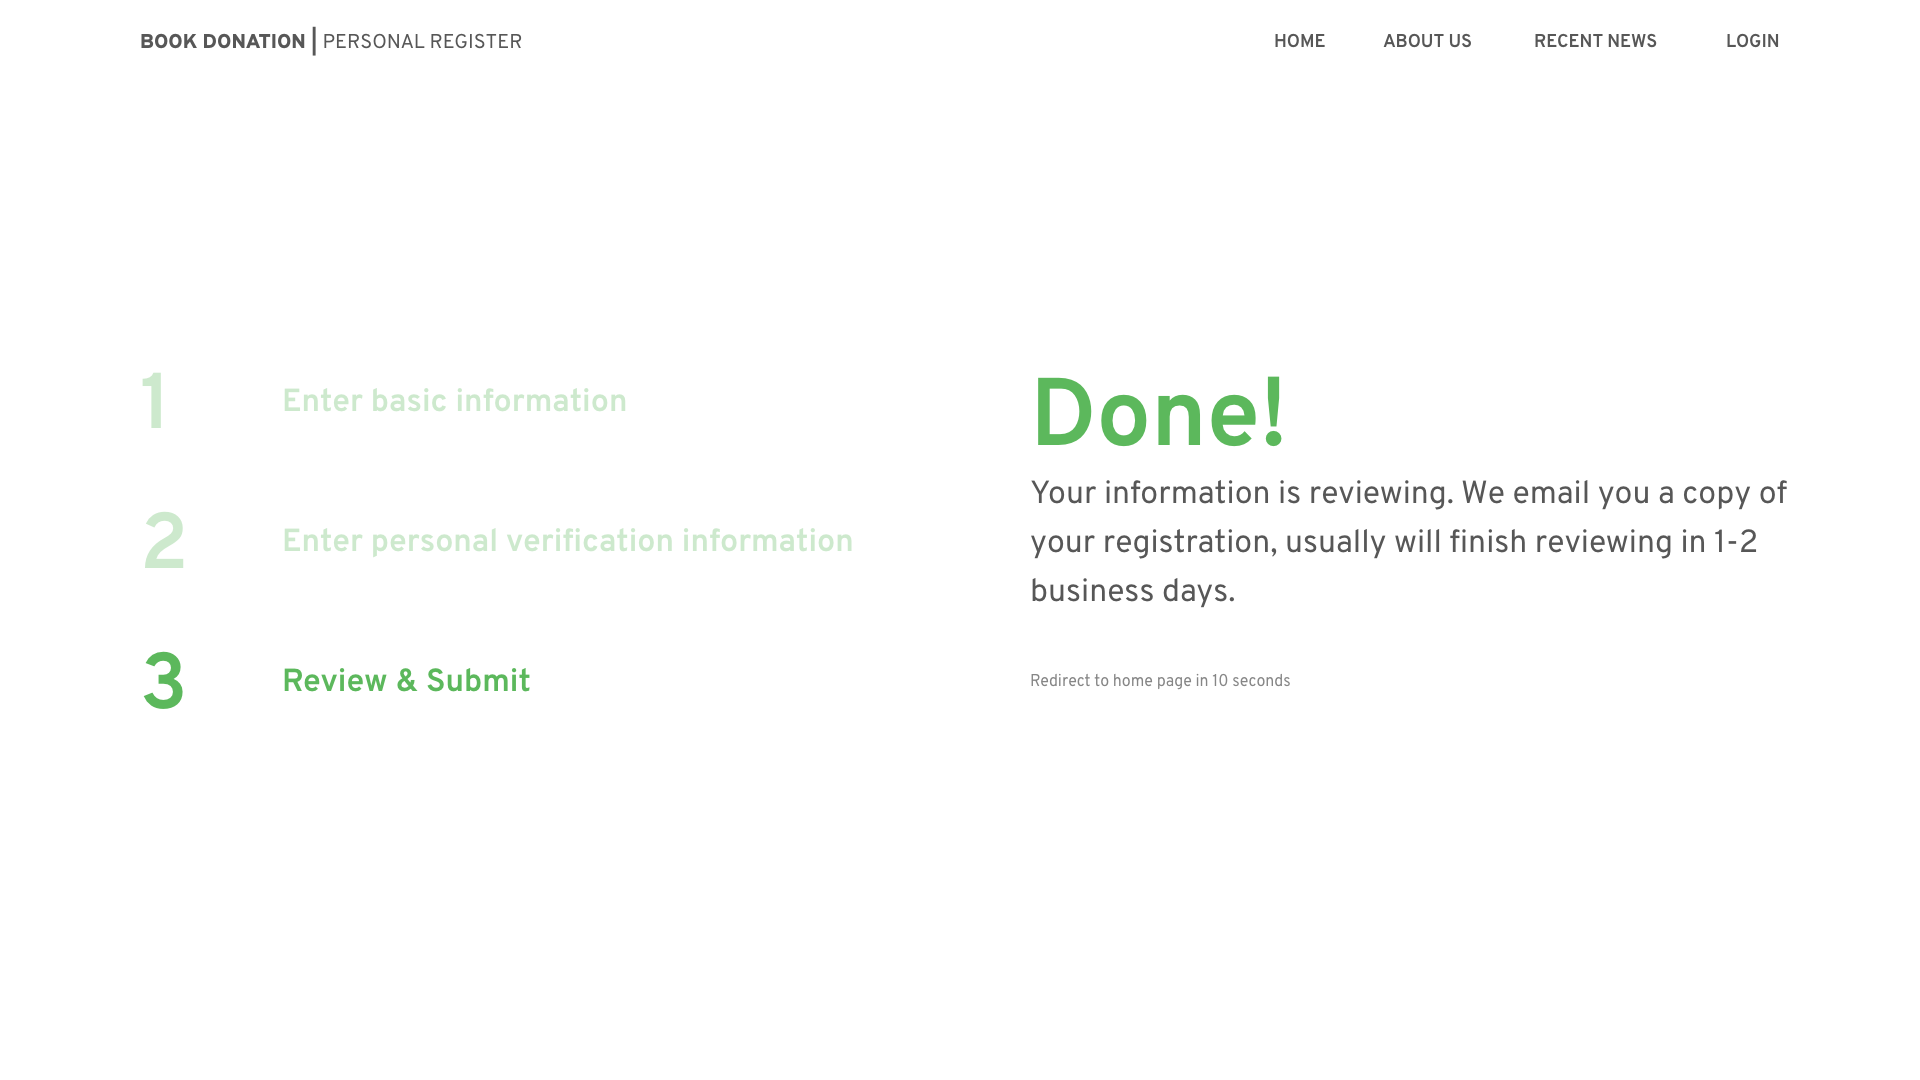 BOOK DONATION | PERSONAL REGISTER
HOME ABOUT US RECENT NEWS LOGIN
1 Enter basic information
2 Enter personal verification information
3 Review & Submit
Done!
Your information is reviewing. We email you a copy of
your registration, usually will finish reviewing in 1-2
business days.
Redirect to home page in 10 seconds